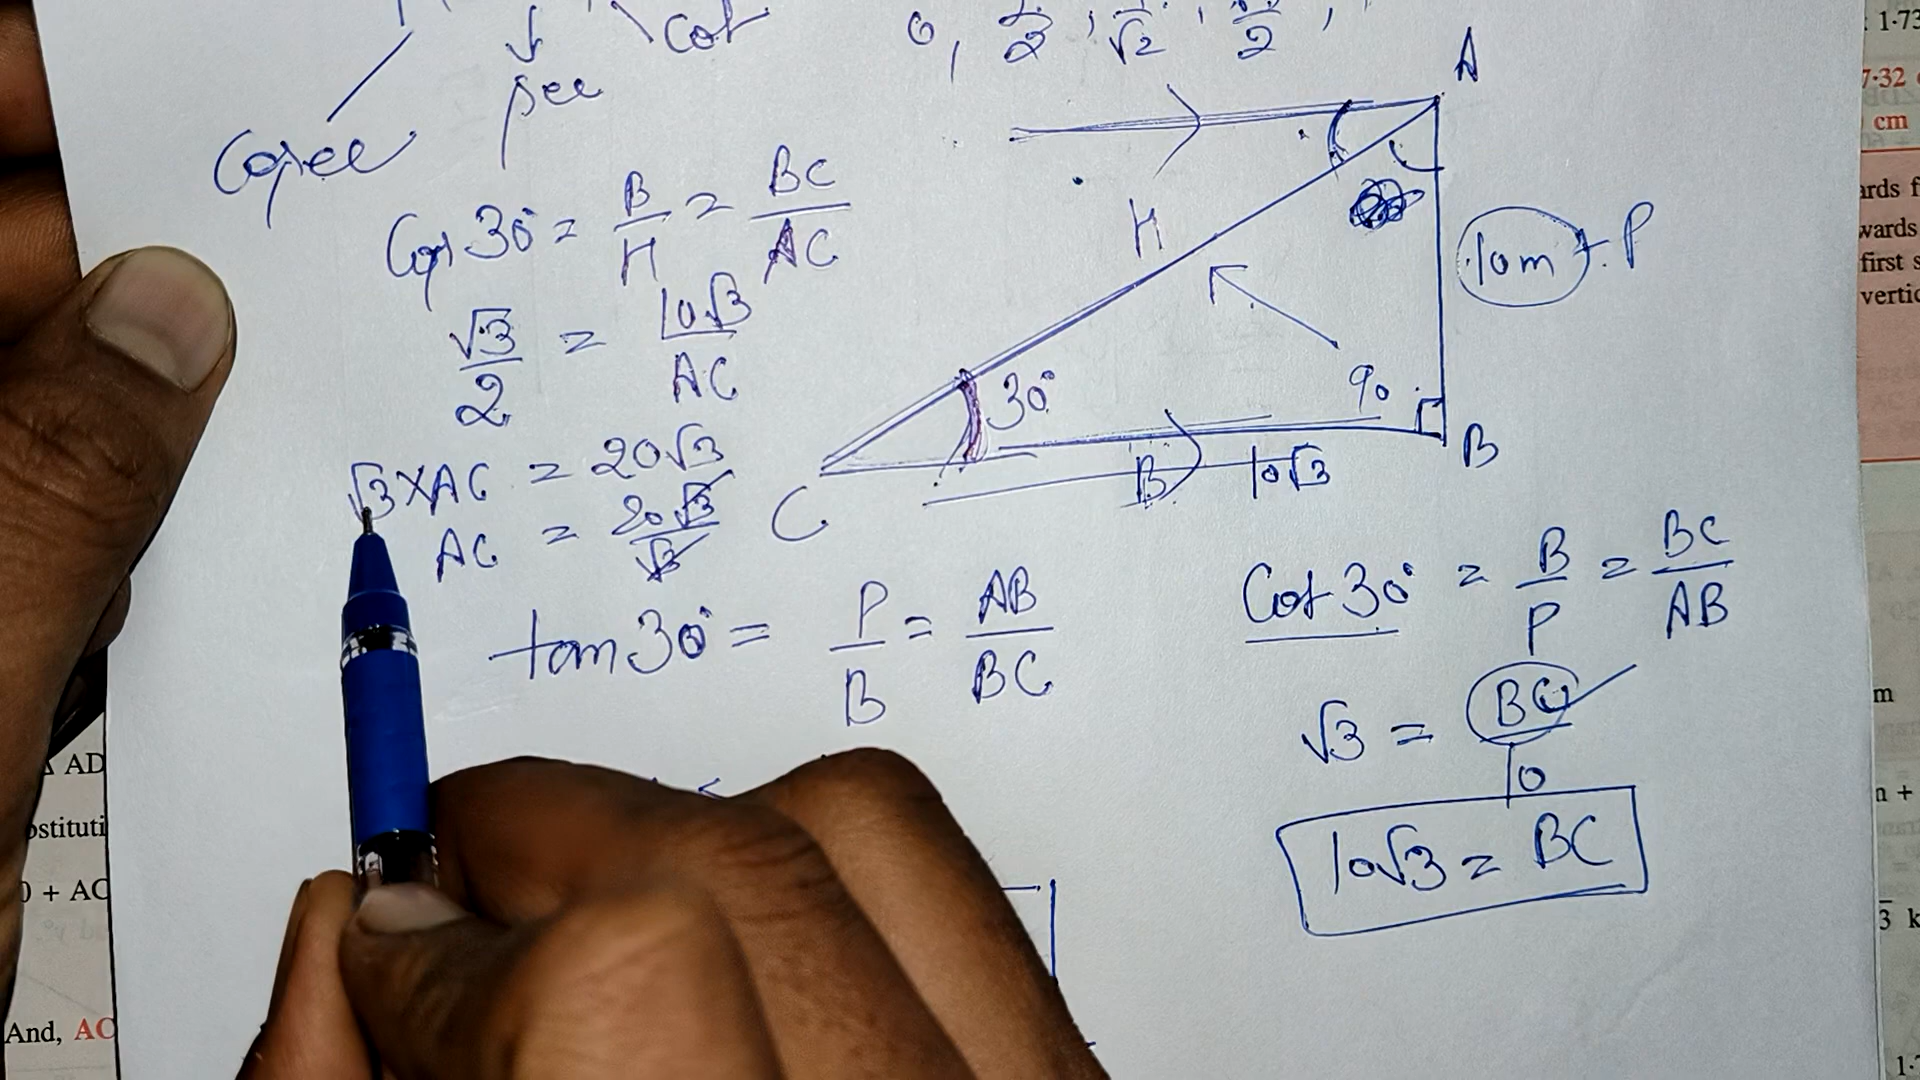 cot
sec
Cosec
0, 1/2, 1/√2, √3/2,
A
H
10m → P
30°
90
C
B
10√3
B
Cos 30° = B/H = BC/AC
√3/2 = 10√3/AC
√3 × AC = 20√3
AC = 20√3/√3
tan 30° = P/B = AB/BC
Cot 30° = B/P = BC/AB
√3 = BC/10
10√3 = BC
1·73
7·32
cm
wards
first s
vertic
m
n +
3 k
1·7
AD
0 + AC
And, AC